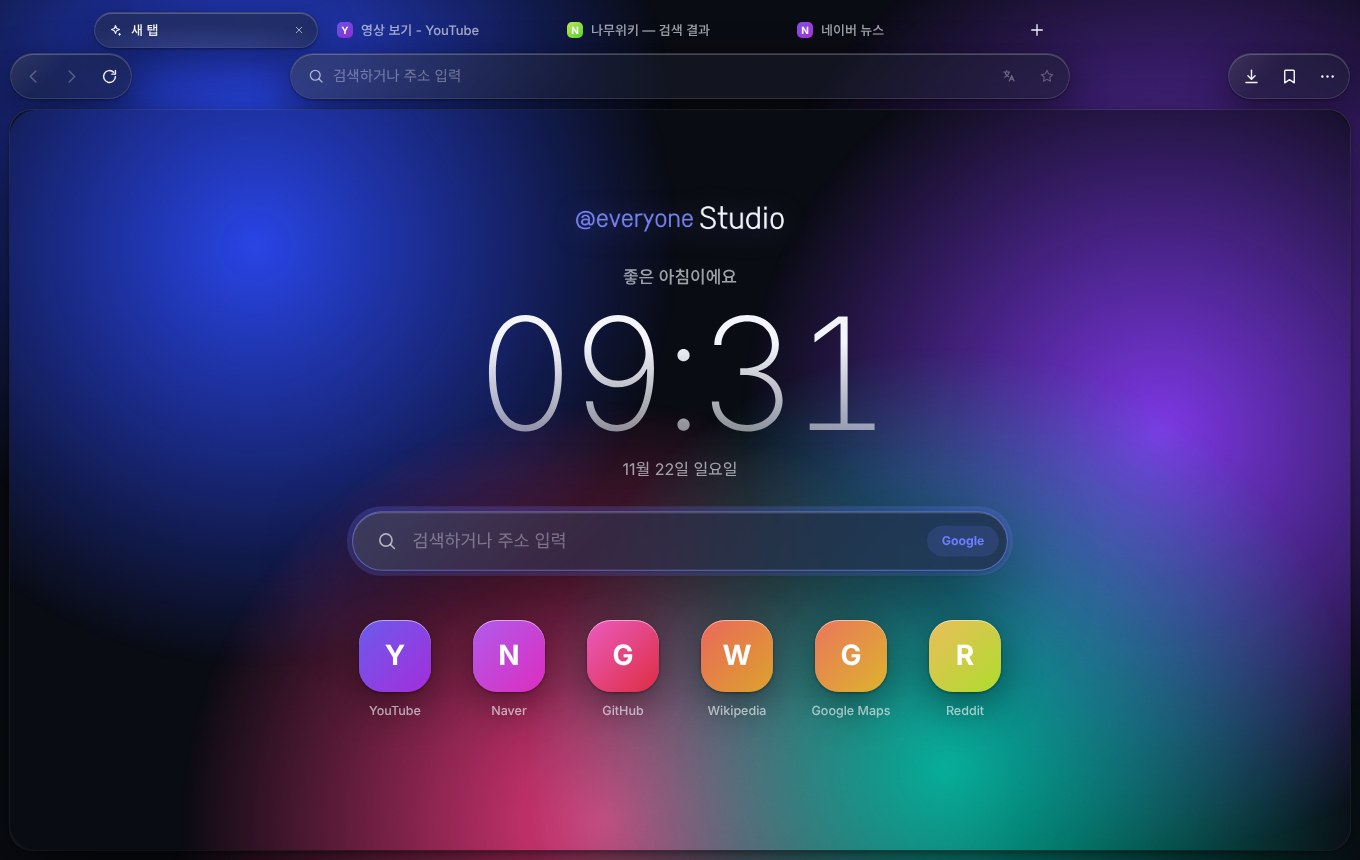 새 탭
Y 영상 보기 - YouTube
N 나무위키 — 검색 결과
N 네이버 뉴스
검색하거나 주소 입력
@everyone Studio
좋은 아침이에요
09:31
11월 22일 일요일
검색하거나 주소 입력 Google
Y N G W G R
YouTube Naver GitHub Wikipedia Google Maps Reddit